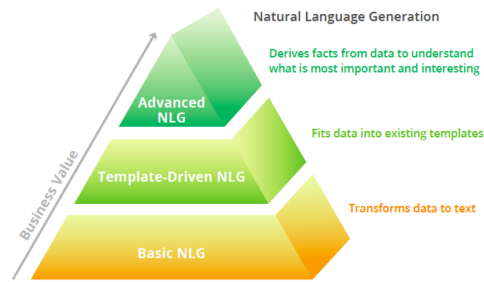 Natural Language Generation
Derives facts from data to understand
what is most important and interesting
Advanced
NLG
Fits data into existing templates
Template-Driven NLG
Business Value
Transforms data to text
Basic NLG